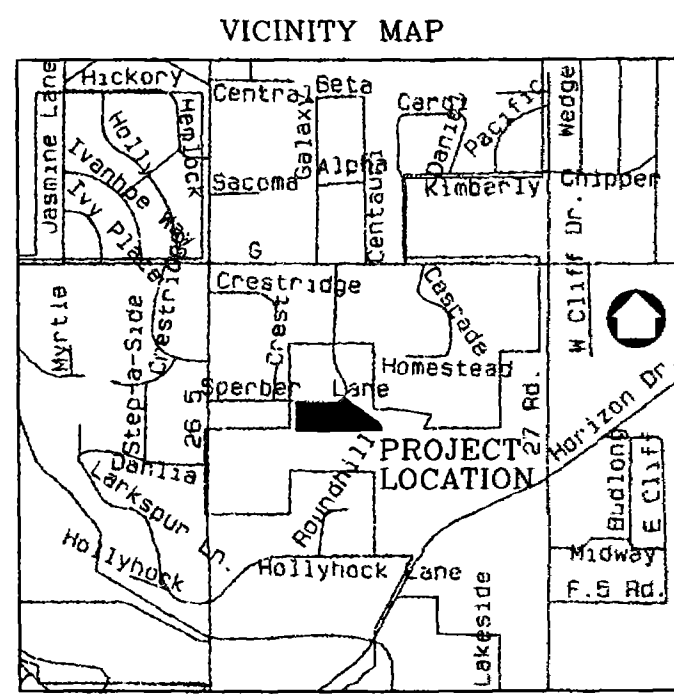 VICINITY MAP
Hickory
Jasmine Lane
Holly
Hemlock
Ivanhoe Way
Ivy Place
Central
Galaxy
Beta
Alpha
Sacoma
Centauri
Daniel
Pacific
Wedge
Kimberly
Chipper
G
Crestridge
Crestridge
Crest
Cascade
W Cliff Dr.
Myrtle
Step-a-Side
26.5
Sperber Lane
Homestead
27 Rd.
Horizon Dr.
PROJECT
LOCATION
Dahlia
Larkspur Ln.
Roundhill
Budlong
E Cliff
Hollyhock
Hollyhock Lane
Midway
F.5 Rd.
Lakeside